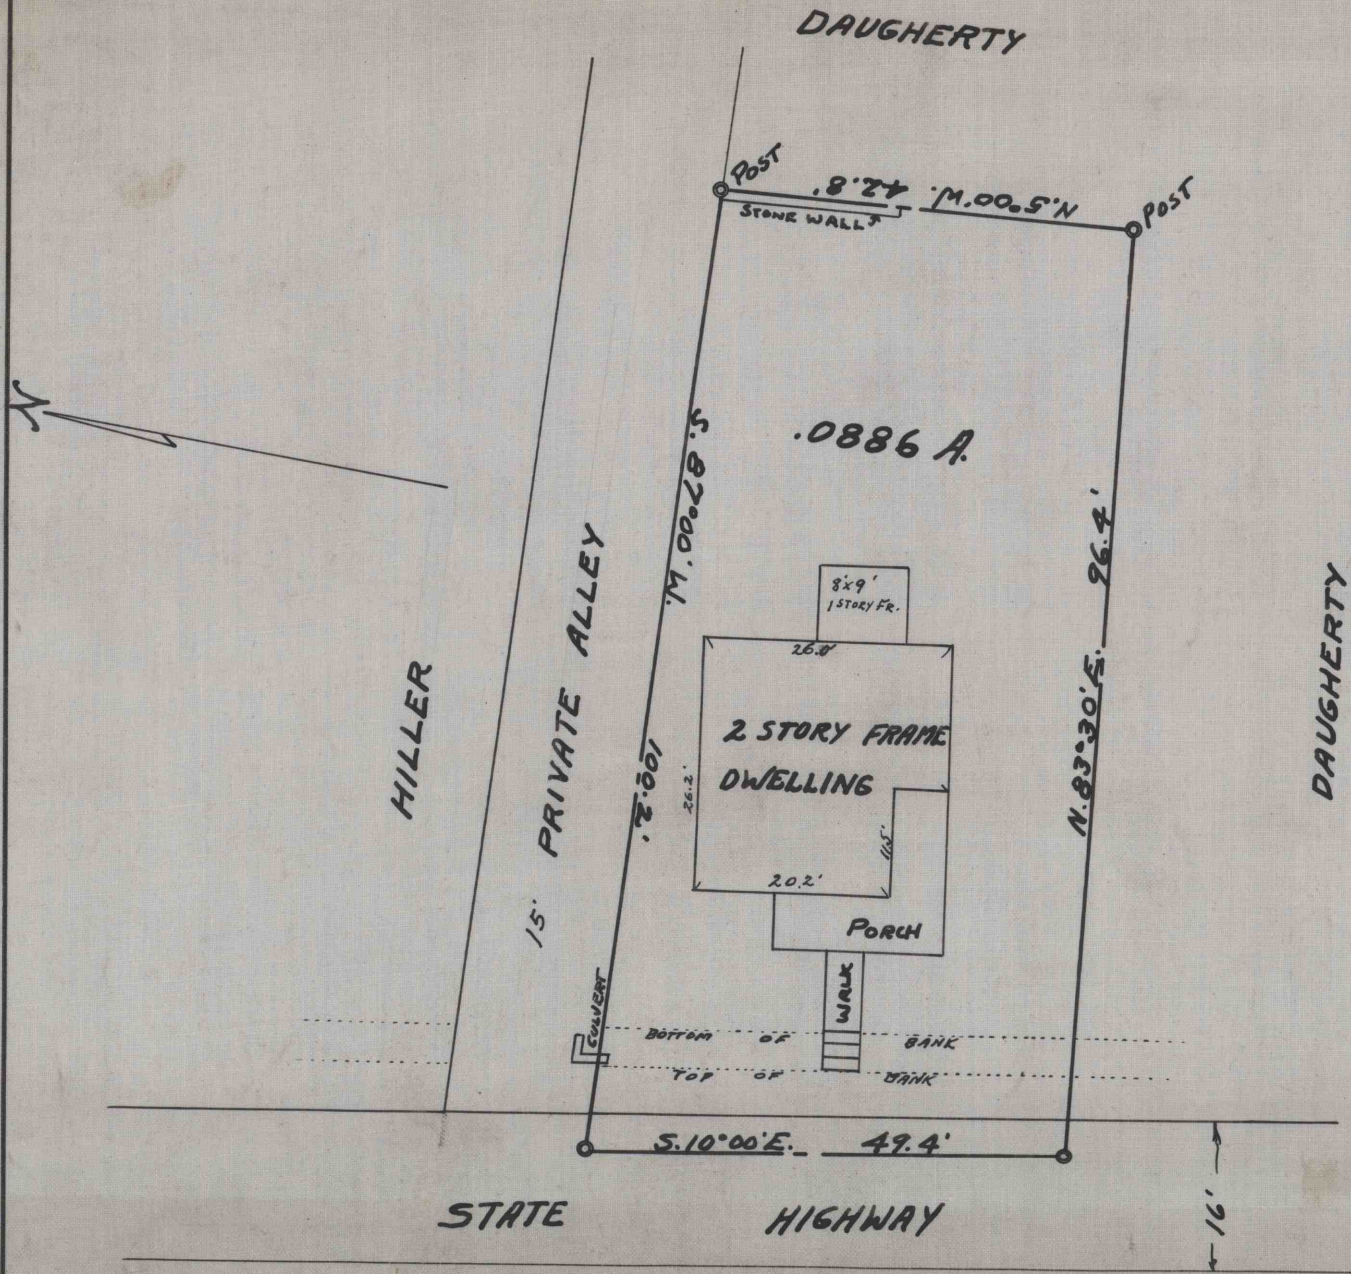 DAUGHERTY
POST
N.5°00'W. 42.8'
POST
STONE WALL
N
.0886 A.
S.87°00'W.
100.2'
96.4'
N.83°30'E.
8'x9'
1 STORY FR.
26.0'
2 STORY FRAME
DWELLING
26.2'
11.5'
20.2'
PORCH
WALK
HILLER
15' PRIVATE ALLEY
DAUGHERTY
CULVERT
BOTTOM OF BANK
TOP OF BANK
S.10°00'E. 49.4'
STATE HIGHWAY
16'